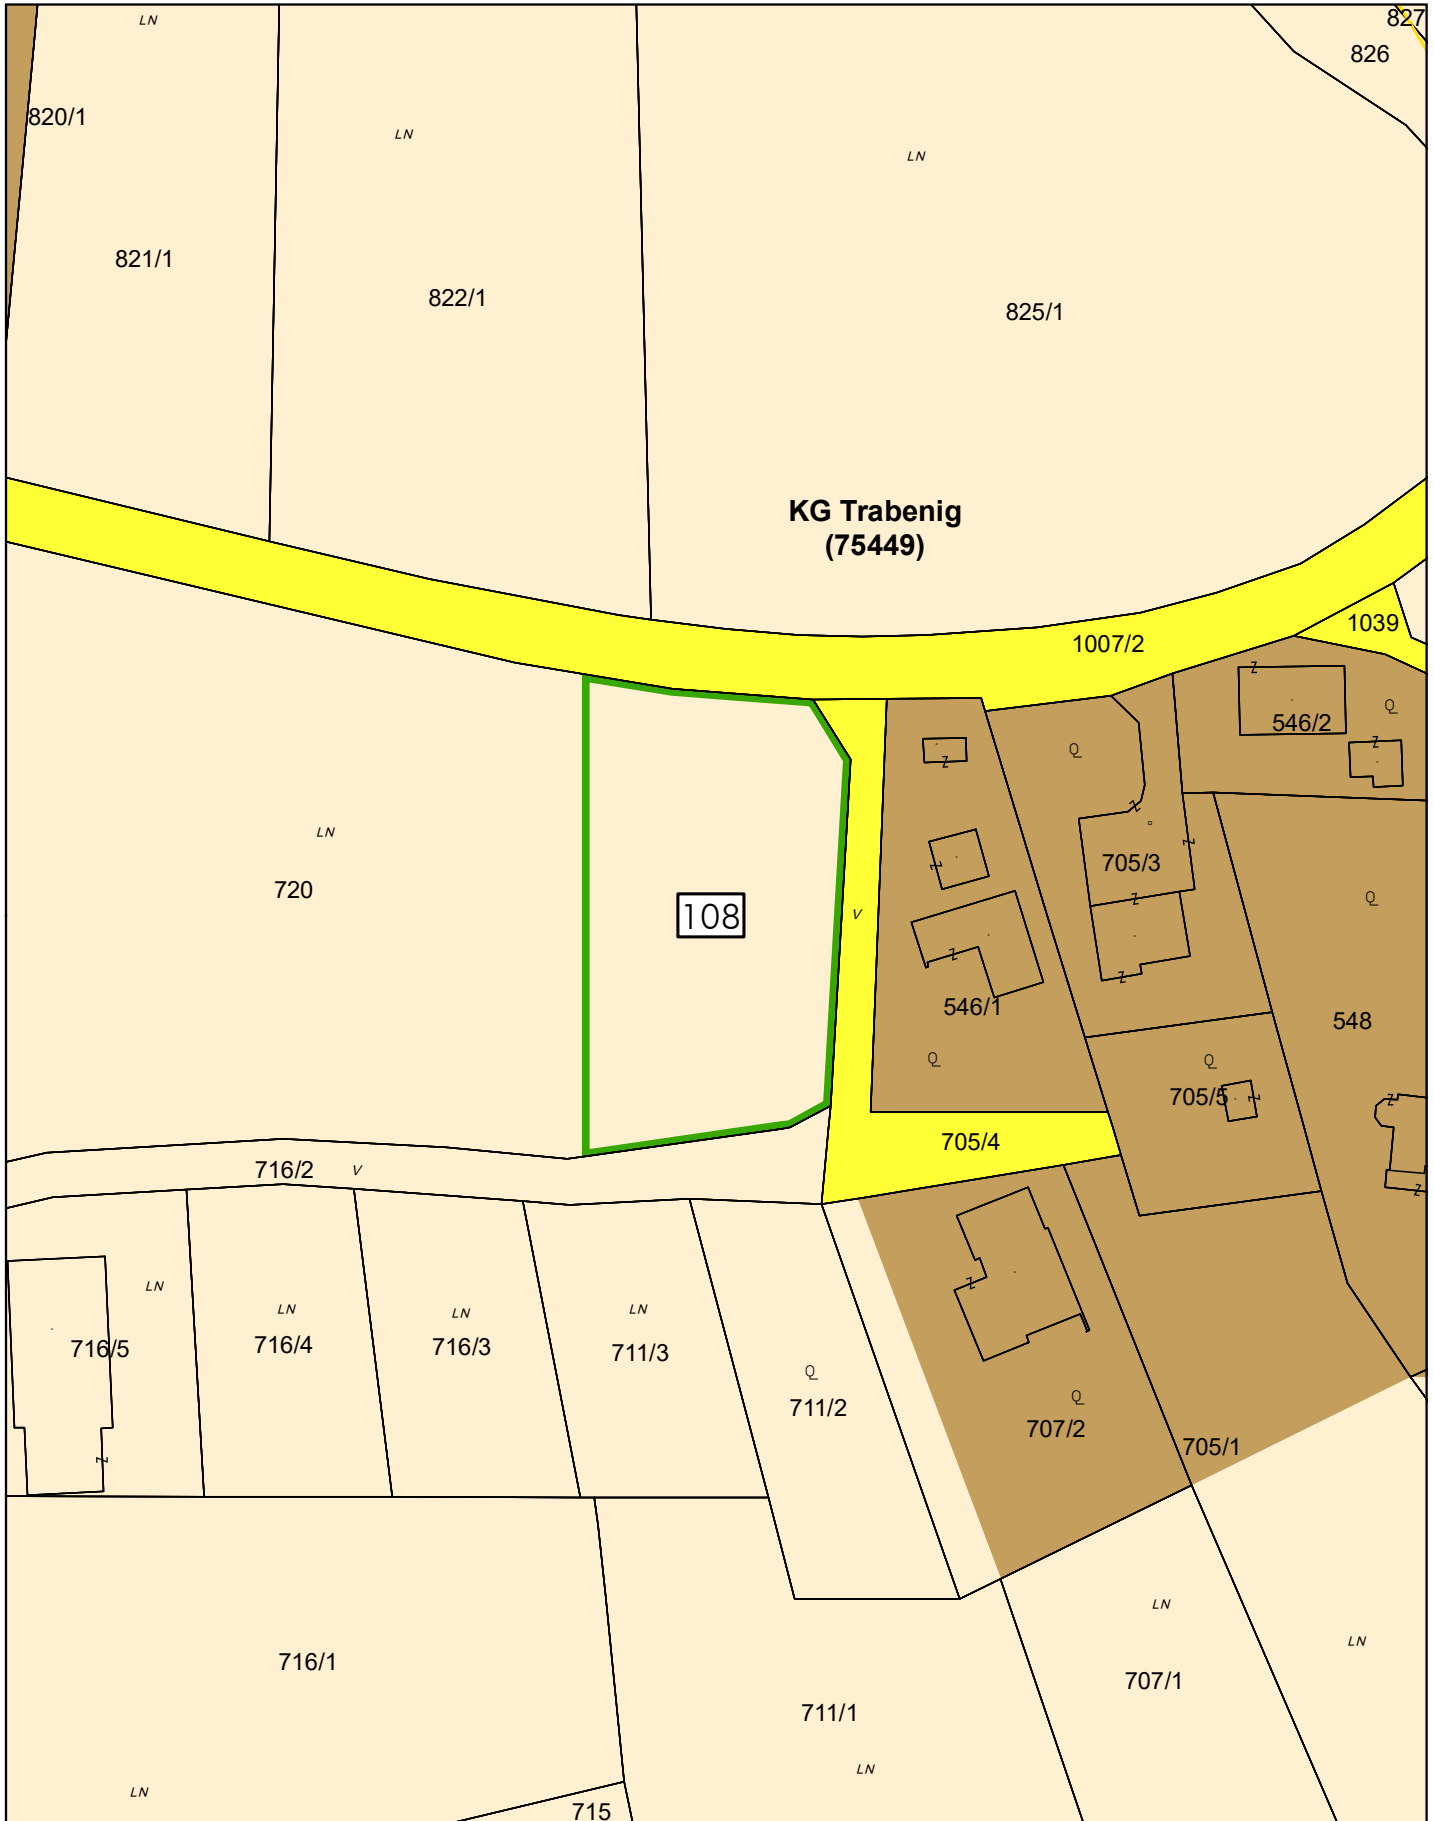 LN
827
826
820/1
LN
LN
821/1
822/1
825/1
KG Trabenig
(75449)
1007/2
1039
Z
Q
546/2
Z
Q
Z
Z
LN
Z
705/3
Z
720
Z
Q
Z
108
V
Z
Z
546/1
548
Q
Q
705/5
Z
Z
705/4
716/2
V
Z
LN
Z
LN
LN
LN
716/5
716/4
716/3
711/3
Q
711/2
Q
707/2
705/1
Z
LN
LN
716/1
707/1
711/1
LN
LN
715